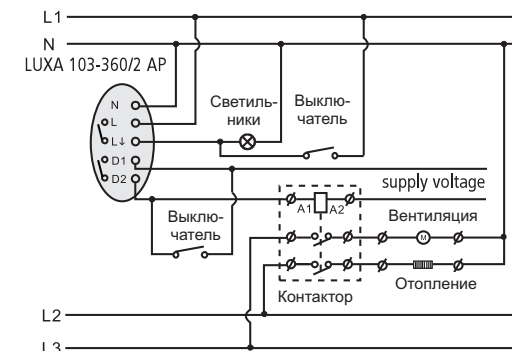 L1
N
LUXA 103-360/2 AP
N
L
L↓
D1
D2
Светиль-
ники
Выклю-
чатель
supply voltage
A1
A2
Выклю-
чатель
Вентиляция
M
Отопление
Контактор
L2
L3